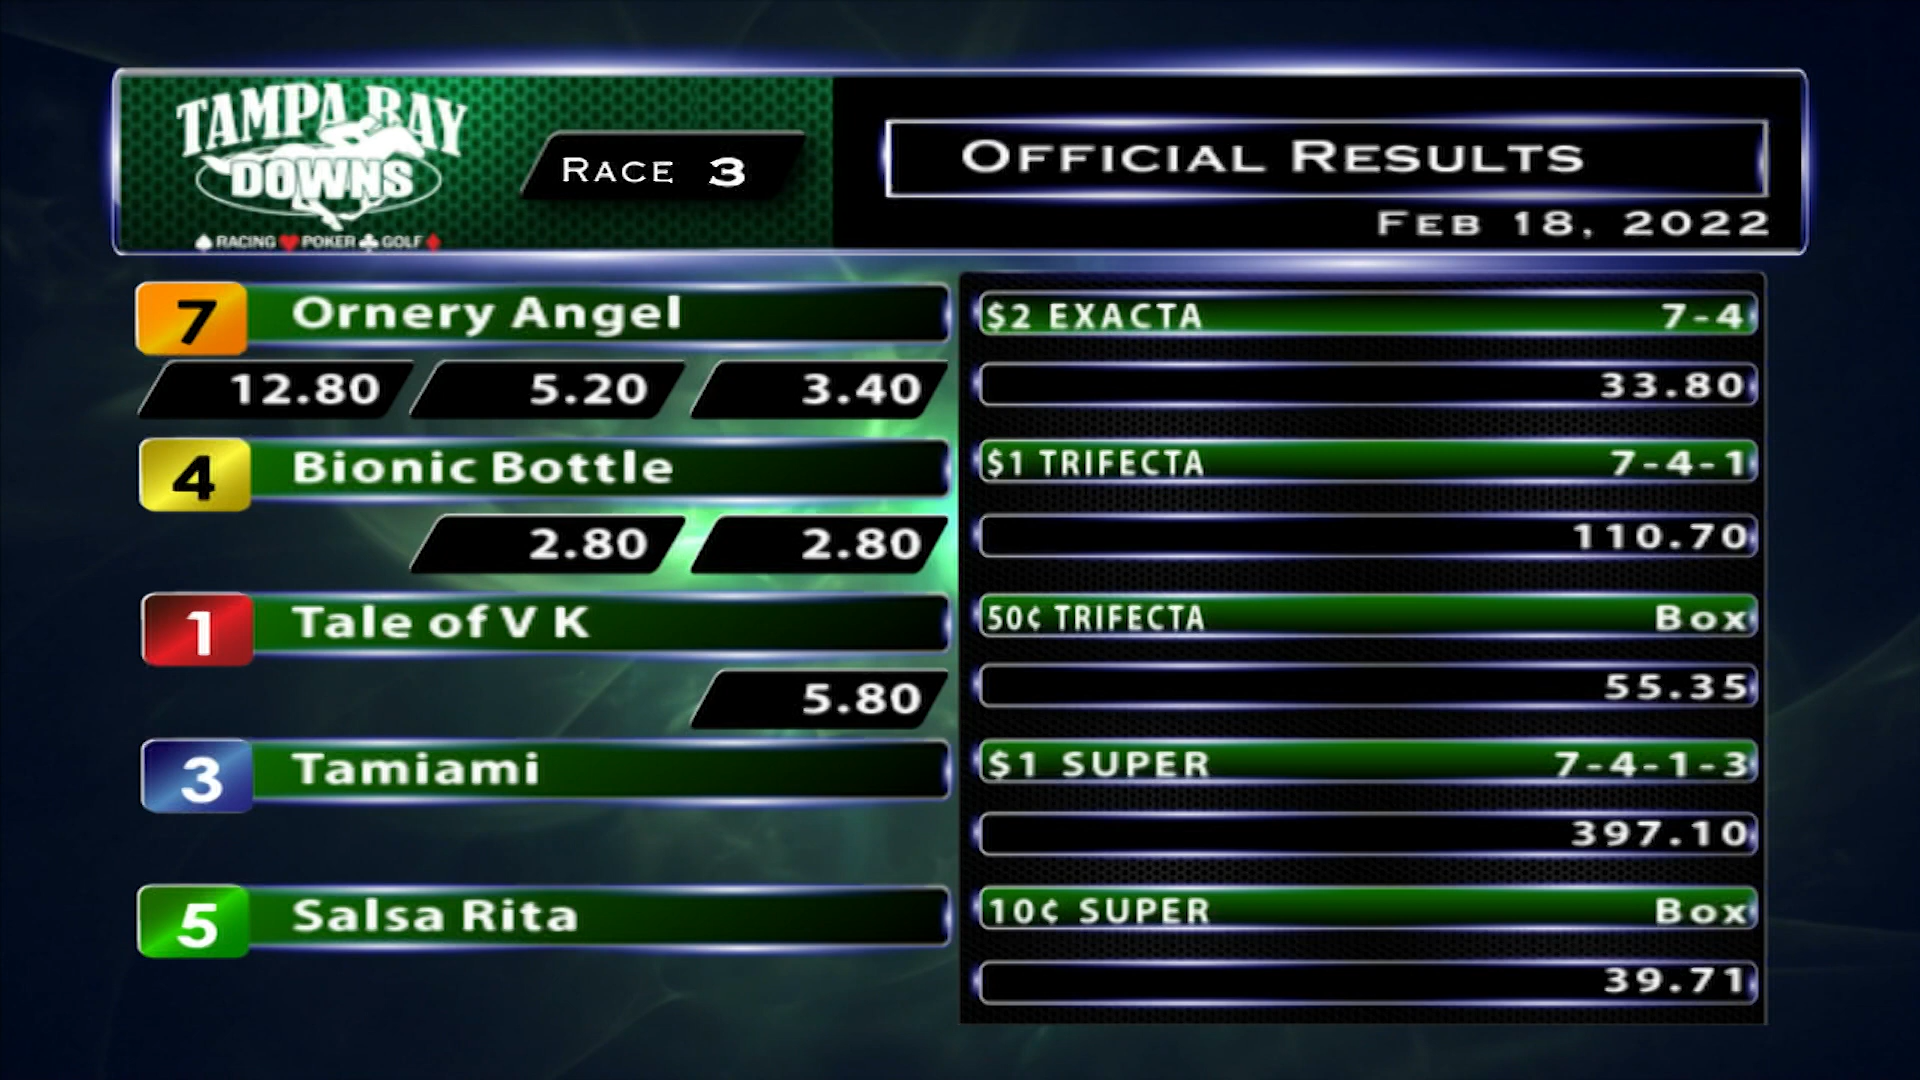 TAMPA BAY
DOWNS
RACING POKER GOLF
RACE 3
OFFICIAL RESULTS
FEB 18, 2022
7 Ornery Angel
12.80 5.20 3.40
4 Bionic Bottle
2.80 2.80
1 Tale of V K
5.80
3 Tamiami
5 Salsa Rita
$2 EXACTA 7-4
33.80
$1 TRIFECTA 7-4-1
110.70
50¢ TRIFECTA Box
55.35
$1 SUPER 7-4-1-3
397.10
10¢ SUPER Box
39.71